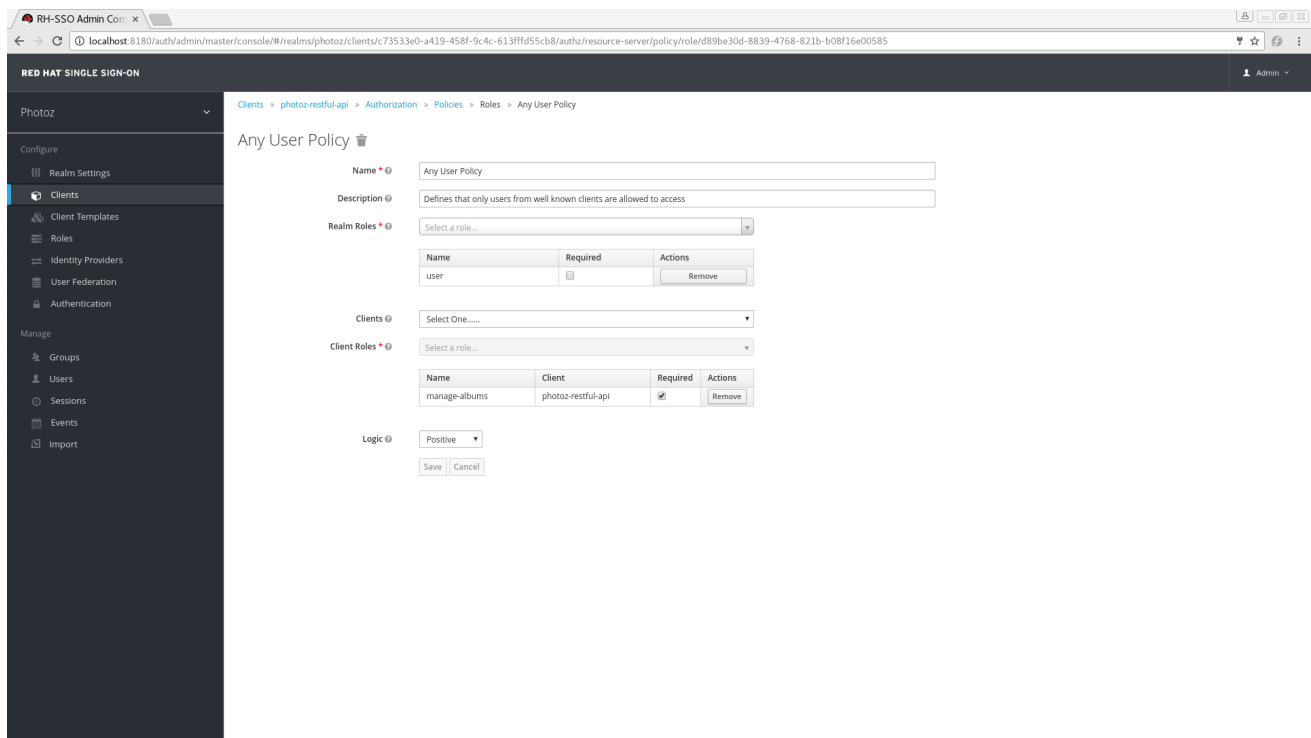 RH-SSO Admin Con
localhost:8180/auth/admin/master/console/#/realms/photoz/clients/c73533e0-a419-458f-9c4c-613fffd55cb8/authz/resource-server/policy/role/d89be30d-8839-4768-821b-b08f16e00585
RED HAT SINGLE SIGN-ON
Admin
Photoz
Clients » photoz-restful-api » Authorization » Policies » Roles » Any User Policy
Any User Policy
Configure
Realm Settings
Clients
Client Templates
Roles
Identity Providers
User Federation
Authentication
Manage
Groups
Users
Sessions
Events
Import
Name * Any User Policy
Description Defines that only users from well known clients are allowed to access
Realm Roles * Select a role...
Name Required Actions
user Remove
Clients Select One......
Client Roles * Select a role...
Name Client Required Actions
manage-albums photoz-restful-api Remove
Logic Positive
Save Cancel